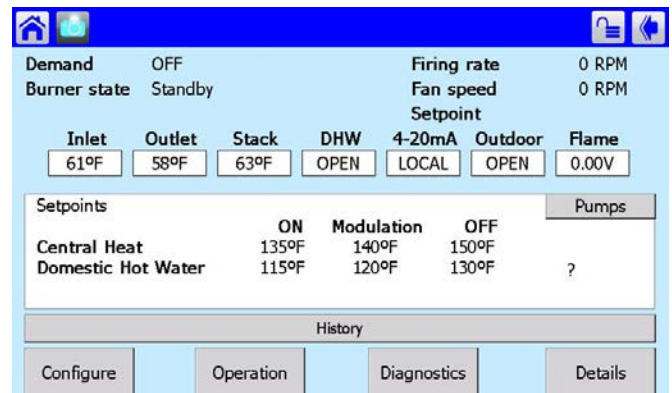 Demand OFF Firing rate 0 RPM
Burner state Standby Fan speed 0 RPM
Setpoint
Inlet Outlet Stack DHW 4-20mA Outdoor Flame
61ºF 58ºF 63ºF OPEN LOCAL OPEN 0.00V
Setpoints Pumps
ON Modulation OFF
Central Heat 135ºF 140ºF 150ºF
Domestic Hot Water 115ºF 120ºF 130ºF ?
History
Configure Operation Diagnostics Details